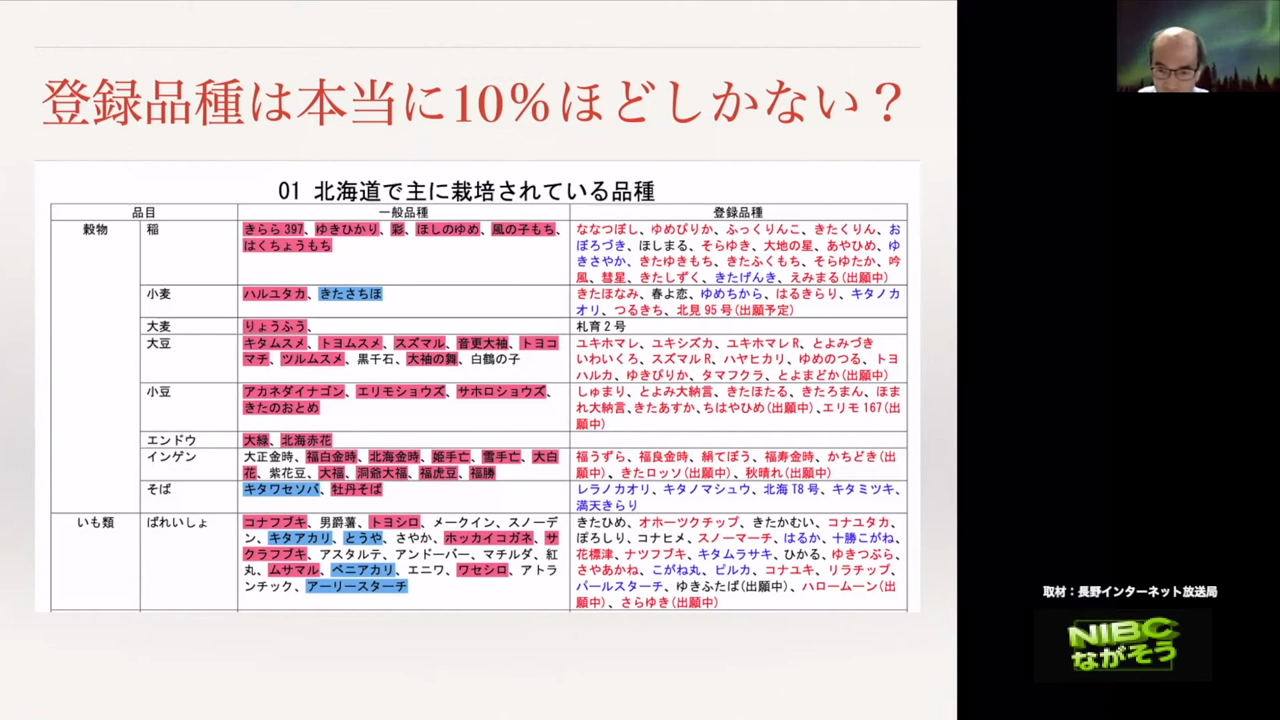 登録品種は本当に10%ほどしかない？
01 北海道で主に栽培されている品種
品目 一般品種 登録品種
穀物 稲 きらら397、ゆきひかり、彩、ほしのゆめ、風の子もち、 ななつぼし、ゆめぴりか、ふっくりんこ、きたくりん、お
はくちょうもち ぼろづき、ほしまる、そらゆき、大地の星、あやひめ、ゆ
きさやか、きたゆきもち、きたふくもち、そらゆたか、吟
風、彗星、きたしずく、きたげんき、えみまる(出願中)
小麦 ハルユタカ、きたさちほ きたほなみ、春よ恋、ゆめちから、はるきらり、キタノカ
オリ、つるきち、北見95号(出願予定)
大麦 りょうふう、 札育2号
大豆 キタムスメ、トヨムスメ、スズマル、音更大袖、トヨコ ユキホマレ、ユキシズカ、ユキホマレR、とよみづき
マチ、ツルムスメ、黒千石、大袖の舞、白鶴の子 いわいくろ、スズマルR、ハヤヒカリ、ゆめのつる、トヨ
ハルカ、ゆきぴりか、タマフクラ、とよまどか(出願中)
小豆 アカネダイナゴン、エリモショウズ、サホロショウズ、 しゅまり、とよみ大納言、きたほたる、きたろまん、ほま
きたのおとめ れ大納言、きたあすか、ちはやひめ(出願中)、エリモ167(出
願中)
エンドウ 大緑、北海赤花
インゲン 大正金時、福白金時、北海金時、姫手亡、雪手亡、大白 福うずら、福良金時、絹てぼう、福寿金時、かちどき(出
花、紫花豆、大福、洞爺大福、福虎豆、福勝 願中)、きたロッソ(出願中)、秋晴れ(出願中)
そば キタワセソバ、牡丹そば レラノカオリ、キタノマシュウ、北海T8号、キタミツキ、
満天きらり
いも類 ばれいしょ コナフブキ、男爵薯、トヨシロ、メークイン、スノーデ きたひめ、オホーツクチップ、きたかむい、コナユタカ、
ン、キタアカリ、とうや、さやか、ホッカイコガネ、サ ぽろしり、コナヒメ、スノーマーチ、はるか、十勝こがね、
クラフブキ、アスタルテ、アンドーバー、マチルダ、紅 花標津、ナツフブキ、キタムラサキ、ひかる、ゆきつぶら、
丸、ムサマル、ベニアカリ、エニワ、ワセシロ、アトラ さやあかね、こがね丸、ピルカ、コナユキ、リラチップ、
ンチック、アーリースターチ パールスターチ、ゆきふたば(出願中)、ハロームーン(出
願中)、さらゆき(出願中)
取材：長野インターネット放送局
NIBC
ながそう